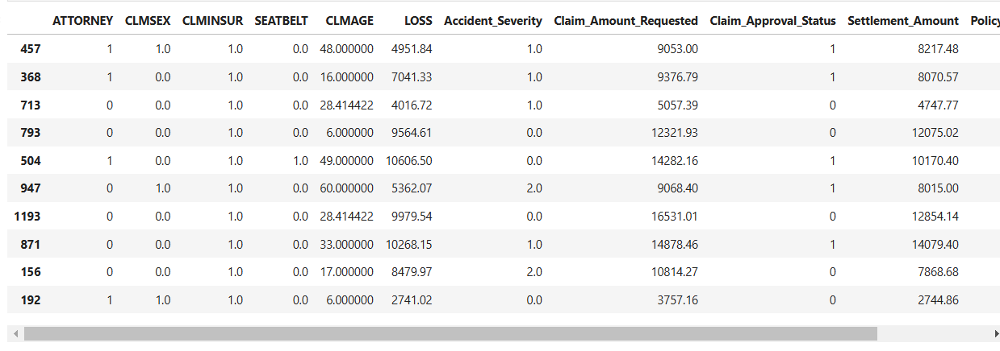 ATTORNEY CLMSEX CLMINSUR SEATBELT CLMAGE LOSS Accident_Severity Claim_Amount_Requested Claim_Approval_Status Settlement_Amount Policy
457 1 1.0 1.0 0.0 48.000000 4951.84 1.0 9053.00 1 8217.48
368 1 0.0 1.0 0.0 16.000000 7041.33 1.0 9376.79 1 8070.57
713 0 0.0 1.0 0.0 28.414422 4016.72 1.0 5057.39 0 4747.77
793 0 0.0 1.0 0.0 6.000000 9564.61 0.0 12321.93 0 12075.02
504 1 0.0 1.0 1.0 49.000000 10606.50 0.0 14282.16 1 10170.40
947 0 1.0 1.0 0.0 60.000000 5362.07 2.0 9068.40 1 8015.00
1193 0 0.0 1.0 0.0 28.414422 9979.54 0.0 16531.01 0 12854.14
871 0 0.0 1.0 0.0 33.000000 10268.15 1.0 14878.46 1 14079.40
156 0 0.0 1.0 0.0 17.000000 8479.97 2.0 10814.27 0 7868.68
192 1 1.0 1.0 0.0 6.000000 2741.02 0.0 3757.16 0 2744.86